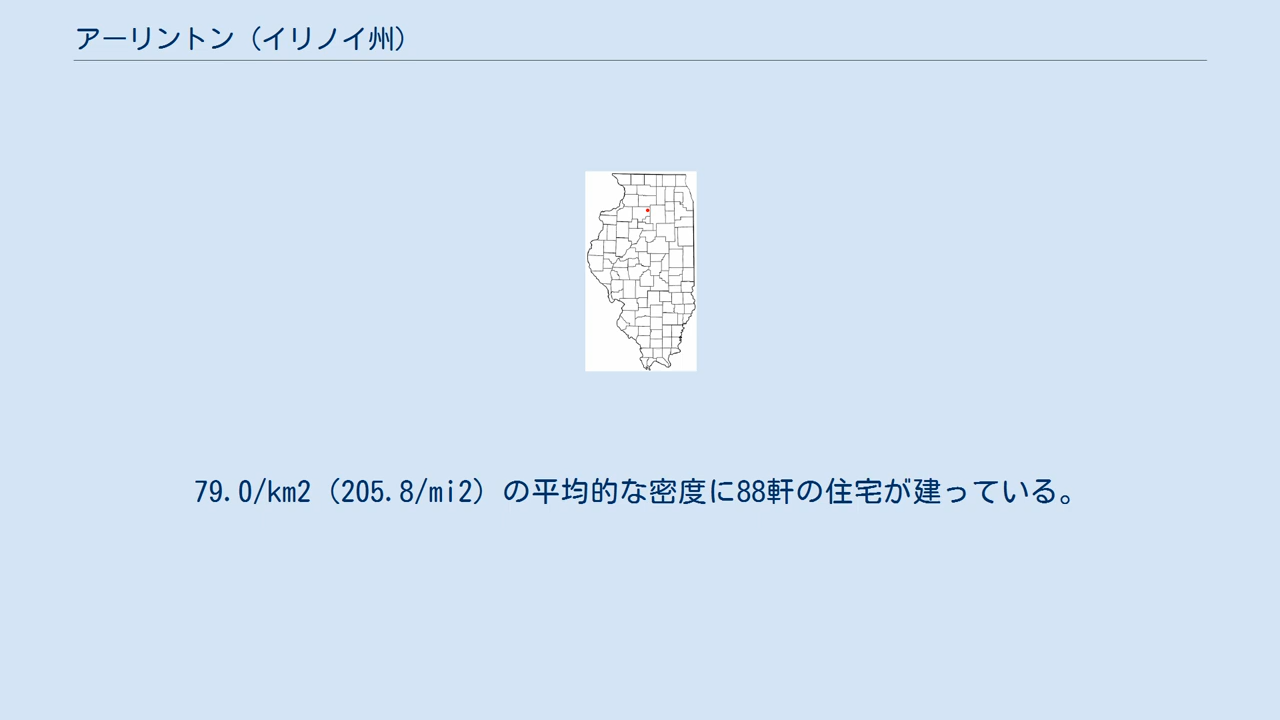 アーリントン（イリノイ州）
79.0/km2（205.8/mi2）の平均的な密度に88軒の住宅が建っている。